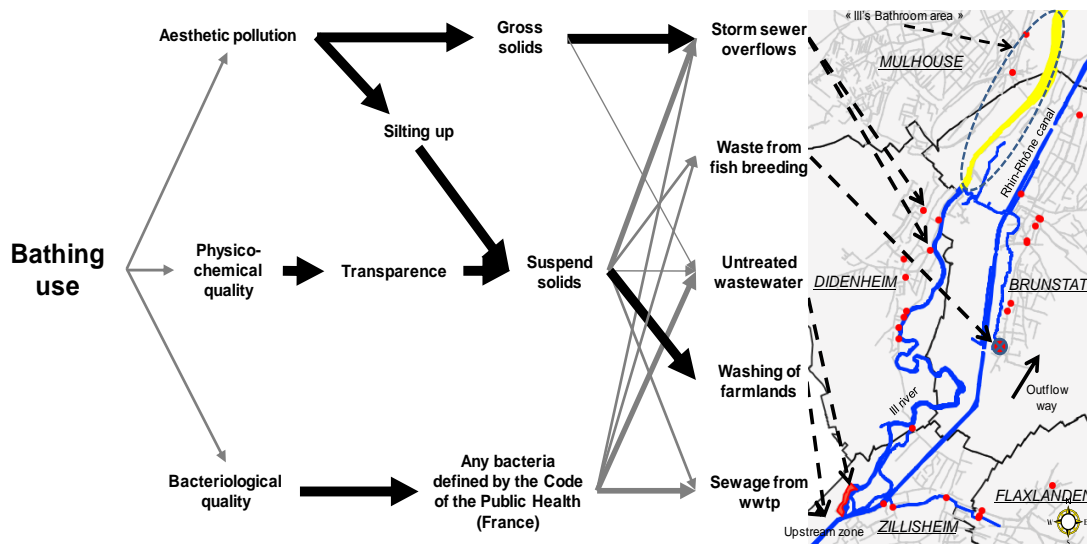 Bathing
use
Aesthetic pollution
Physico-
chemical
quality
Bacteriological
quality
Gross
solids
Silting up
Transparence
Suspend
solids
Any bacteria
defined by the Code
of the Public Health
(France)
Storm sewer
overflows
Waste from
fish breeding
Untreated
wastewater
Washing of
farmlands
Sewage from
wwtp
« Ill's Bathroom area »
MULHOUSE
Rhin-Rhône canal
DIDENHEIM
BRUNSTAT
Ill river
Outflow
way
FLAXLANDEN
ZILLISHEIM
Upstream zone
N
W
E